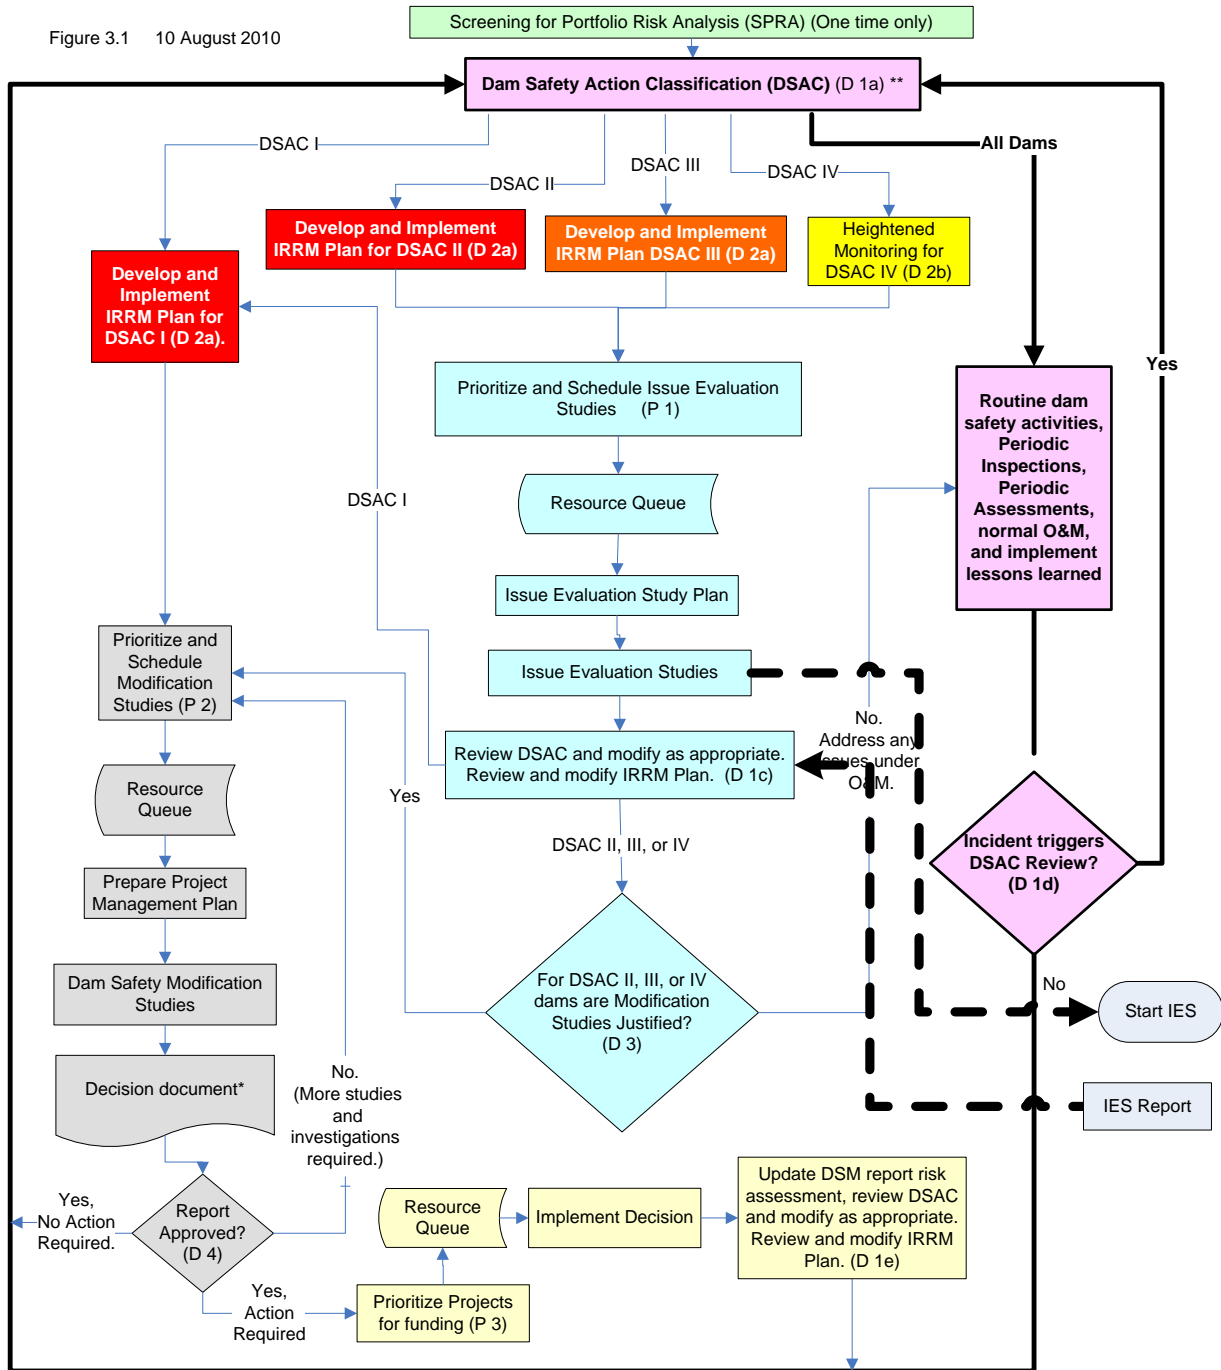 Screening for Portfolio Risk Analysis (SPRA) (One time only)
Figure 3.1 10 August 2010
Dam Safety Action Classification (DSAC) (D 1a) **
DSAC I
All Dams
DSAC III
DSAC IV
DSAC II
Develop and Implement
IRRM Plan for DSAC II (D 2a)
Develop and Implement
IRRM Plan DSAC III (D 2a)
Heightened
Monitoring for
DSAC IV (D 2b)
Develop and
Implement
IRRM Plan for
DSAC I (D 2a).
Yes
Prioritize and Schedule Issue Evaluation
Studies (P 1)
Routine dam
safety activities,
Periodic
Inspections,
Periodic
Assessments,
normal O&M,
and implement
lessons learned
DSAC I
Resource Queue
Issue Evaluation Study Plan
Prioritize and
Schedule
Modification
Studies (P 2)
Issue Evaluation Studies
No.
Address any
issues under
O&M.
Review DSAC and modify as appropriate.
Review and modify IRRM Plan. (D 1c)
Resource
Queue
Yes
DSAC II, III, or IV
Incident triggers
DSAC Review?
(D 1d)
Prepare Project
Management Plan
Dam Safety Modification
Studies
For DSAC II, III, or IV
dams are Modification
Studies Justified?
(D 3)
No
Start IES
Decision document*
No.
(More studies
and
investigations
required.)
IES Report
Yes,
No Action
Required.
Report
Approved?
(D 4)
Resource
Queue
Implement Decision
Update DSM report risk
assessment, review DSAC
and modify as appropriate.
Review and modify IRRM
Plan. (D 1e)
Yes,
Action
Required
Prioritize Projects
for funding (P 3)